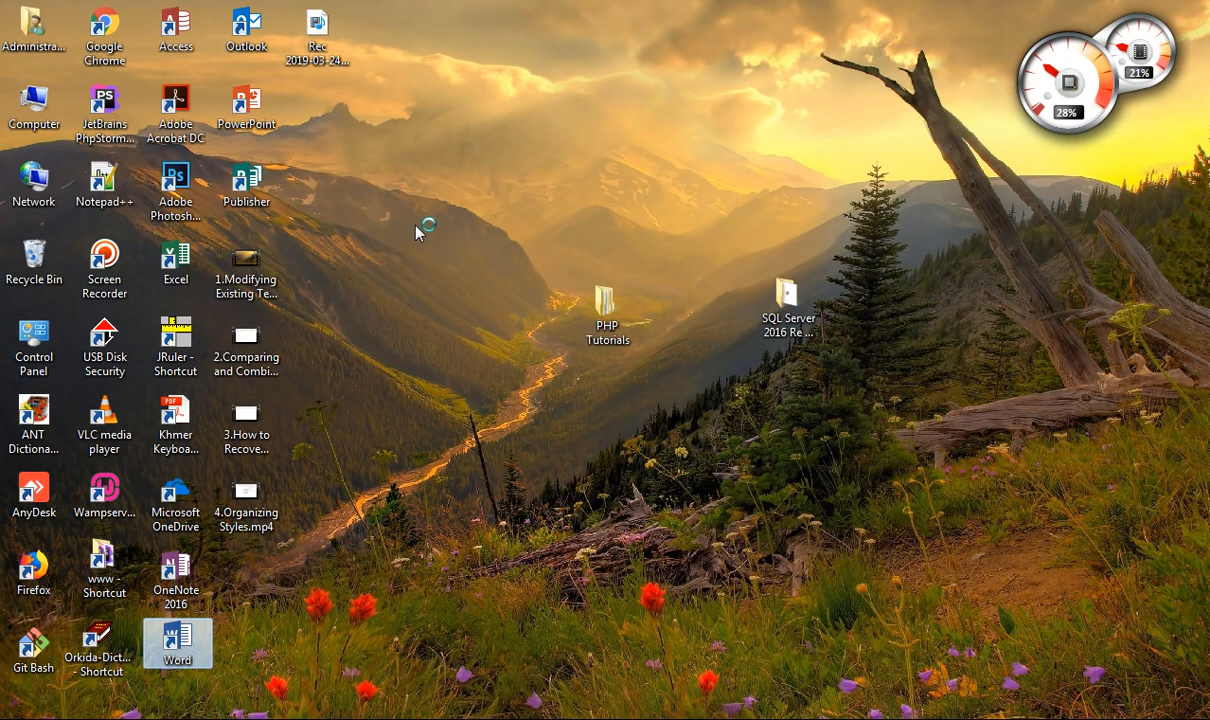 Administra...
Google
Chrome
Access
Outlook
Rec
2019-03-24...
Computer
PS
JetBrains
PhpStorm...
Adobe
Acrobat DC
PowerPoint
Network
Notepad++
Ps
Adobe
Photosh...
Publisher
Recycle Bin
Screen
Recorder
Excel
1.Modifying
Existing Te...
Control
Panel
USB Disk
Security
JRuler -
Shortcut
2.Comparing
and Combi...
ANT
Dictiona...
VLC media
player
PDF
Khmer
Keyboa...
3.How to
Recove...
AnyDesk
Wampserv...
Microsoft
OneDrive
4.Organizing
Styles.mp4
Firefox
www -
Shortcut
OneNote
2016
Git Bash
Orkida-Dict...
- Shortcut
Word
PHP
Tutorials
SQL Server
2016 Re ...
28%
21%